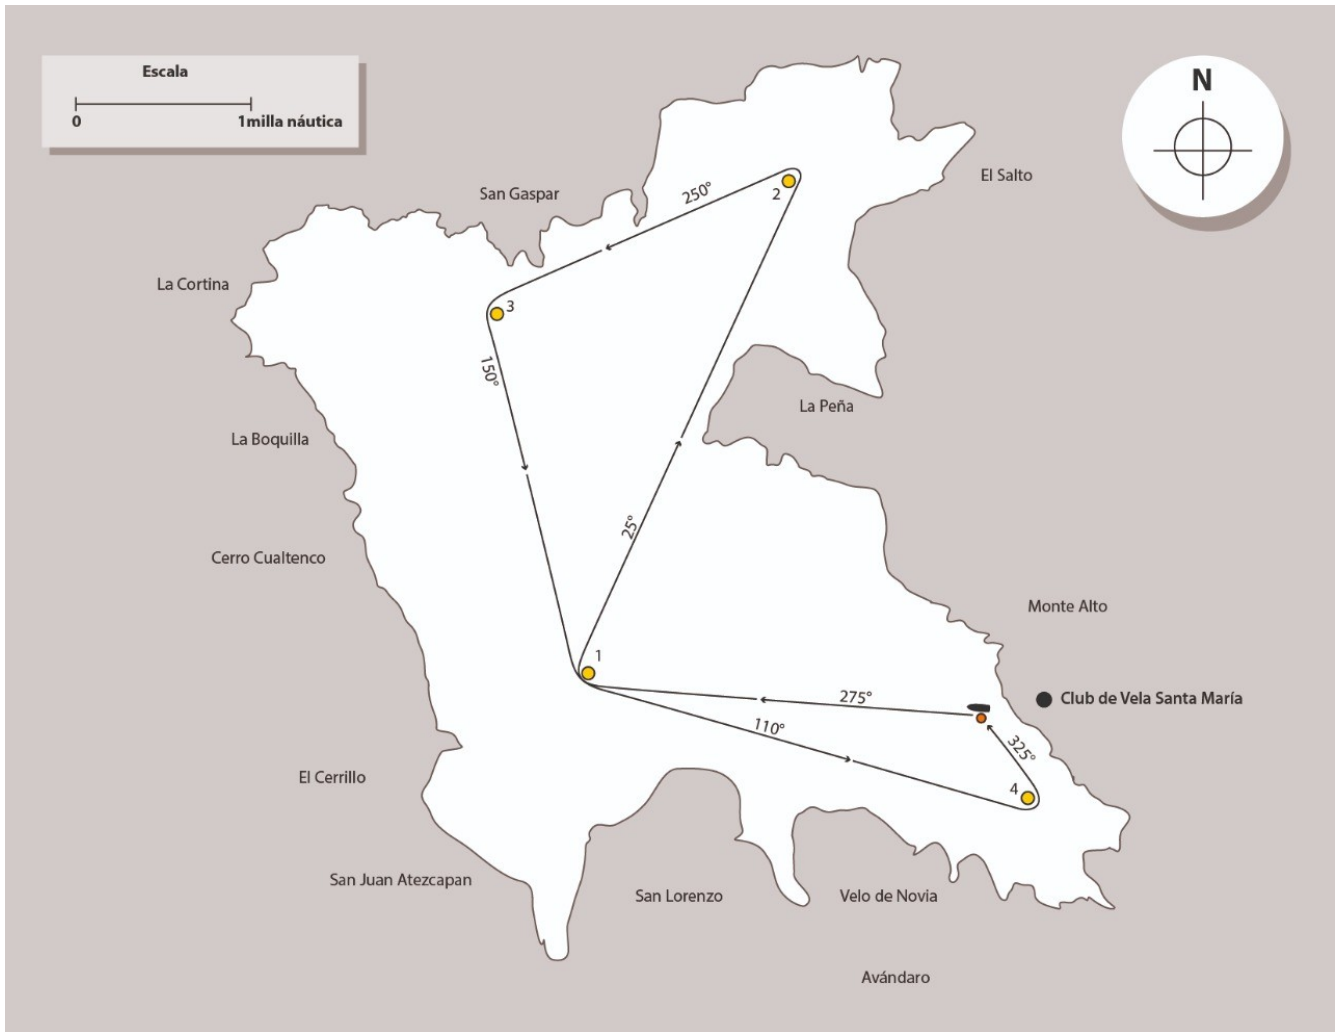 Escala
0 1milla náutica
N
El Salto
San Gaspar
250°
2
La Cortina
3
150°
La Peña
La Boquilla
25°
Cerro Cualtenco
Monte Alto
1
275°
Club de Vela Santa María
110°
325°
El Cerrillo
4
San Juan Atezcapan
San Lorenzo
Velo de Novia
Avándaro